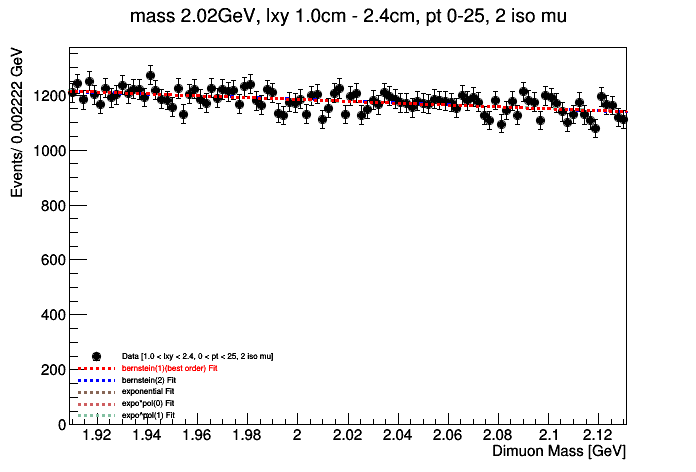 mass 2.02GeV, lxy 1.0cm - 2.4cm, pt 0-25, 2 iso mu
Events/ 0.002222 GeV
1200
1000
800
600
400
200
0
Data [1.0 < lxy < 2.4, 0 < pt < 25, 2 iso mu]
bernstein(1)(best order) Fit
bernstein(2) Fit
exponential Fit
expo*pol(0) Fit
expo*pol(1) Fit
1.92 1.94 1.96 1.98 2 2.02 2.04 2.06 2.08 2.1 2.12
Dimuon Mass [GeV]